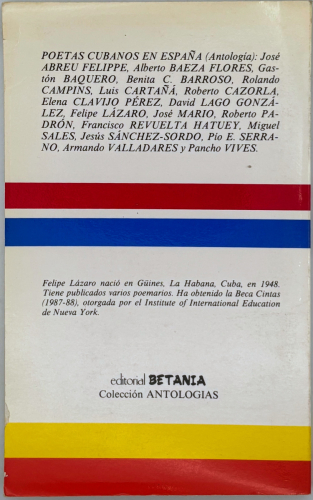 POETAS CUBANOS EN ESPAÑA (Antología): José
ABREU FELIPPE, Alberto BAEZA FLORES, Gas-
tón BAQUERO, Benita C. BARROSO, Rolando
CAMPINS, Luis CARTAÑÁ, Roberto CAZORLA,
Elena CLAVIJO PÉREZ, David LAGO GONZÁ-
LEZ, Felipe LÁZARO, José MARIO, Roberto PA-
DRÓN, Francisco REVUELTA HATUEY, Miguel
SALES, Jesús SÁNCHEZ-SORDO, Pío E. SERRA-
NO, Armando VALLADARES y Pancho VIVES.
Felipe Lázaro nació en Güines, La Habana, Cuba, en 1948.
Tiene publicados varios poemarios. Ha obtenido la Beca Cintas
(1987-88), otorgada por el Institute of International Education
de Nueva York.
editorial BETANIA
Colección ANTOLOGIAS